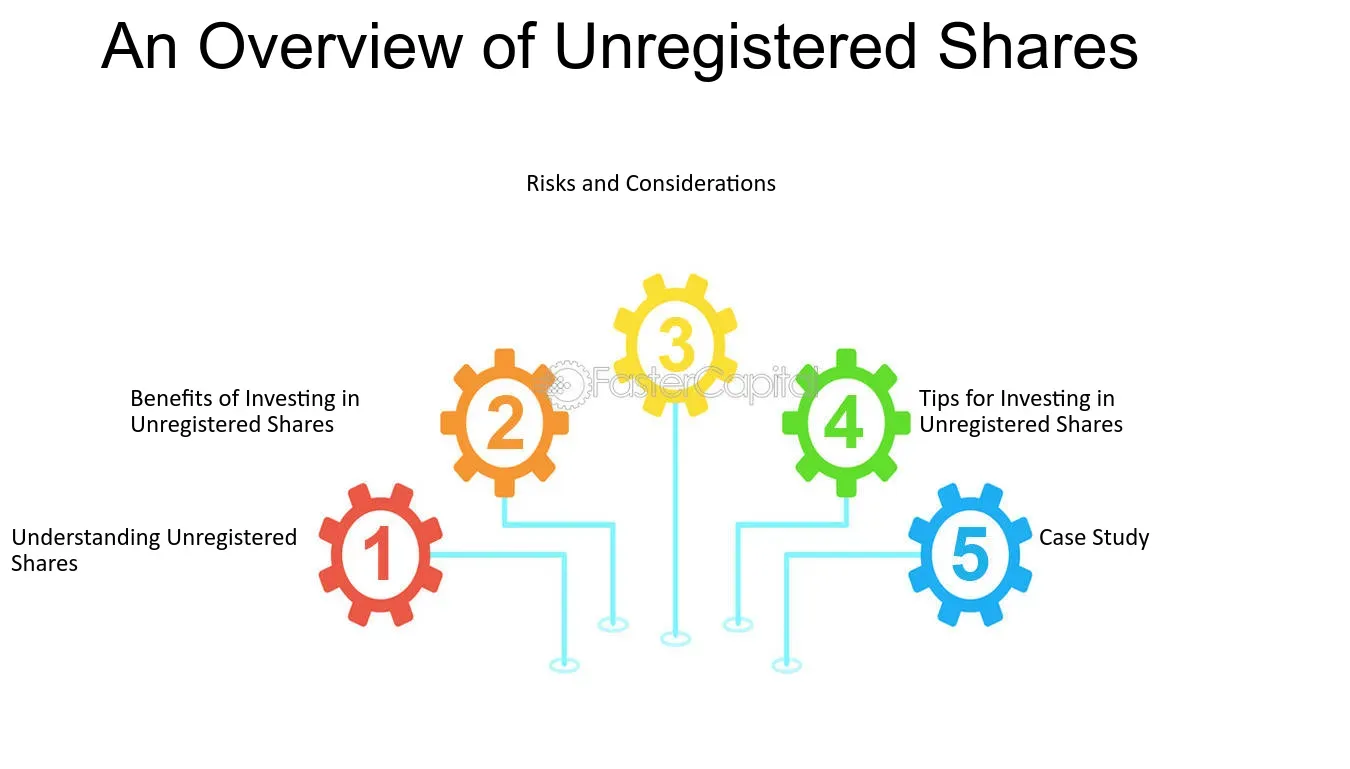 An Overview of Unregistered Shares
Risks and Considerations
3
FasterCapital
Benefits of Investing in
Unregistered Shares
2
4
Tips for Investing in
Unregistered Shares
Understanding Unregistered
Shares
1
5
Case Study